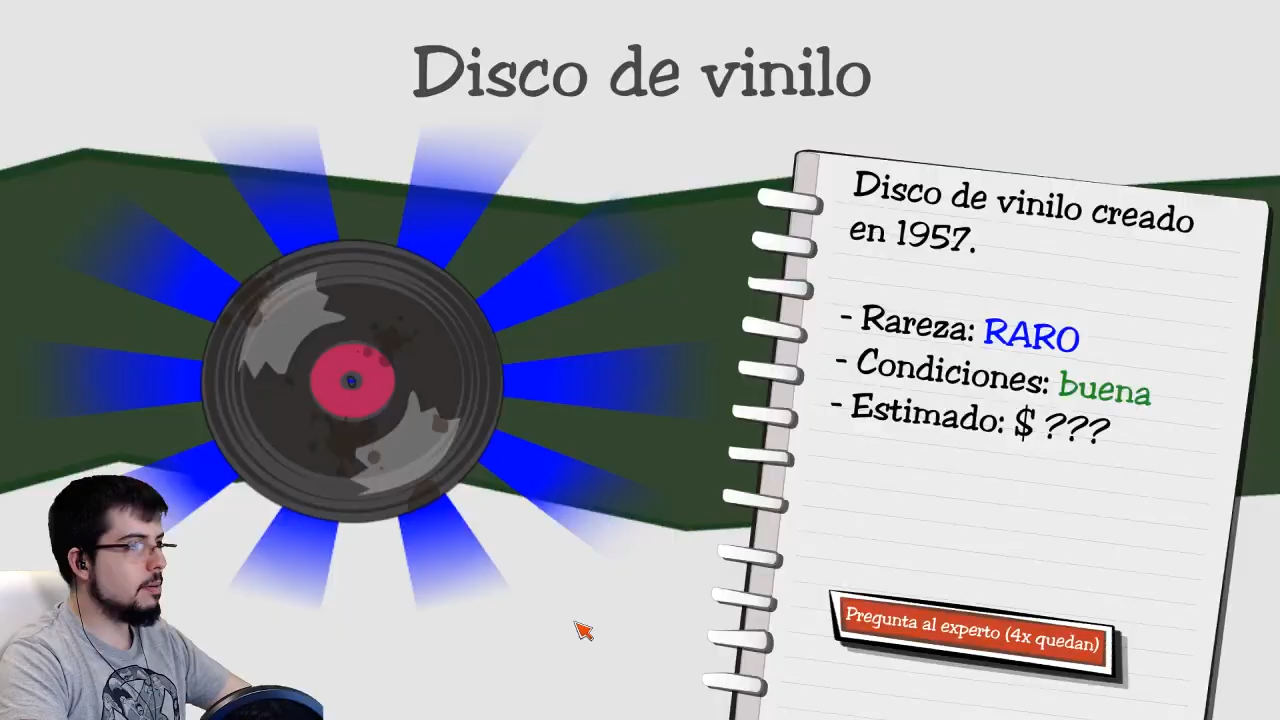 Disco de vinilo
Disco de vinilo creado
en 1957.
- Rareza: RARO
- Condiciones: buena
- Estimado: $ ???
Pregunta al experto (4x quedan)